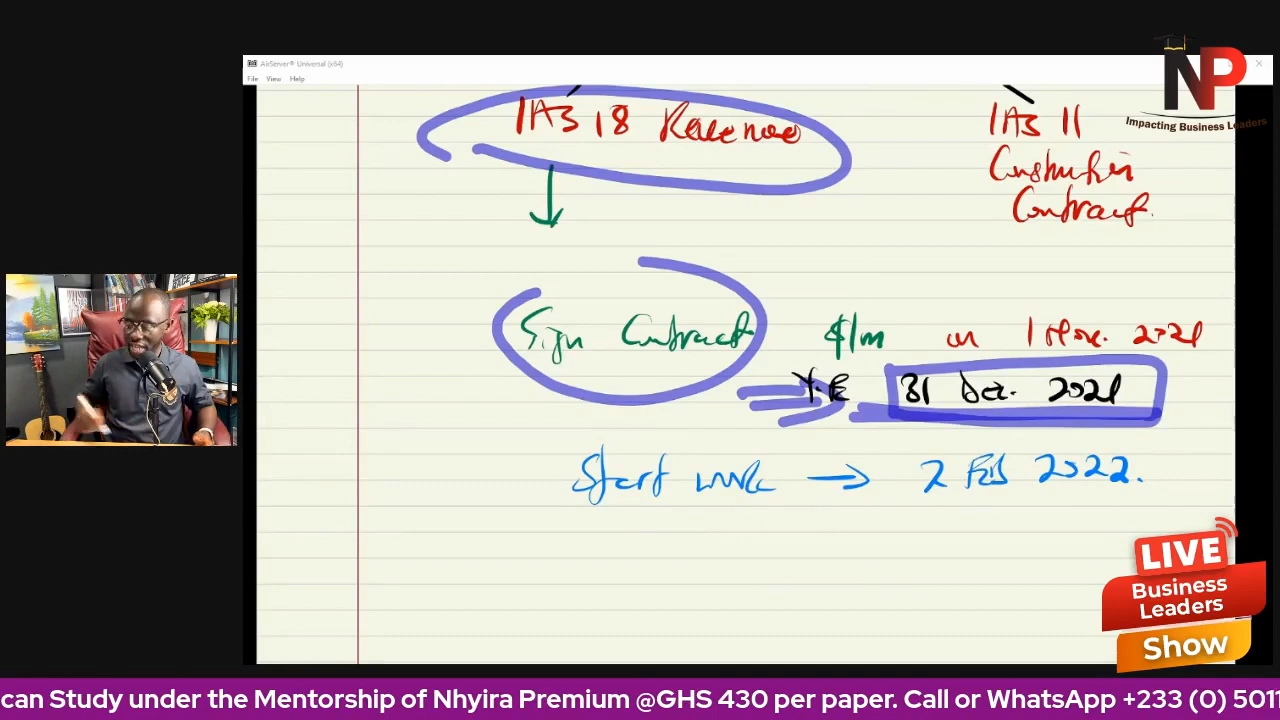 AirServer® Universal (x64)
File View Help
NP
Impacting Business Leaders
IAS 18 Revenue
IAS 11
Construction
Contract.
Sign Contract $1m on 1 Nov. 2021
Y.E 31 Dec. 2021
Start work → 2 Feb 2022.
LIVE
Business
Leaders
Show
can Study under the Mentorship of Nhyira Premium @GHS 430 per paper. Call or WhatsApp +233 (0) 501